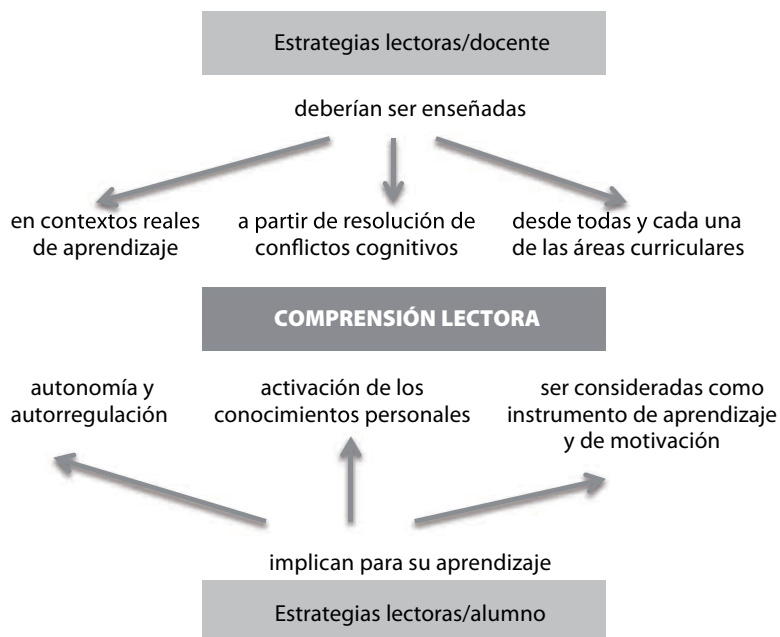 Estrategias lectoras/docente
deberían ser enseñadas
en contextos reales
de aprendizaje
a partir de resolución de
conflictos cognitivos
desde todas y cada una
de las áreas curriculares
COMPRENSIÓN LECTORA
autonomía y
autorregulación
activación de los
conocimientos personales
ser consideradas como
instrumento de aprendizaje
y de motivación
implican para su aprendizaje
Estrategias lectoras/alumno